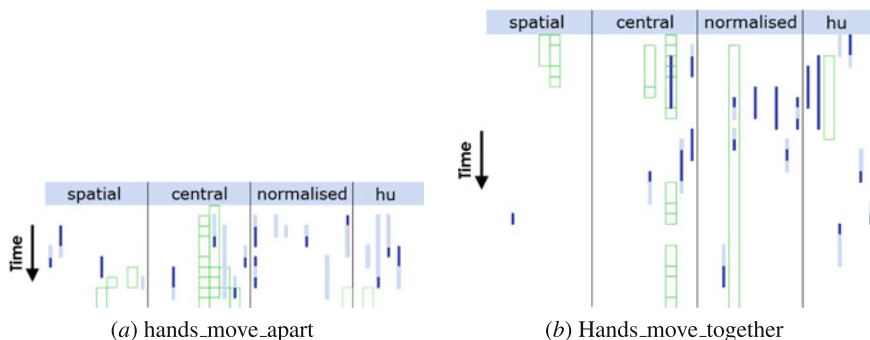 spatial central normalised hu
Time
(a) hands_move_apart
spatial central normalised hu
Time
(b) Hands_move_together